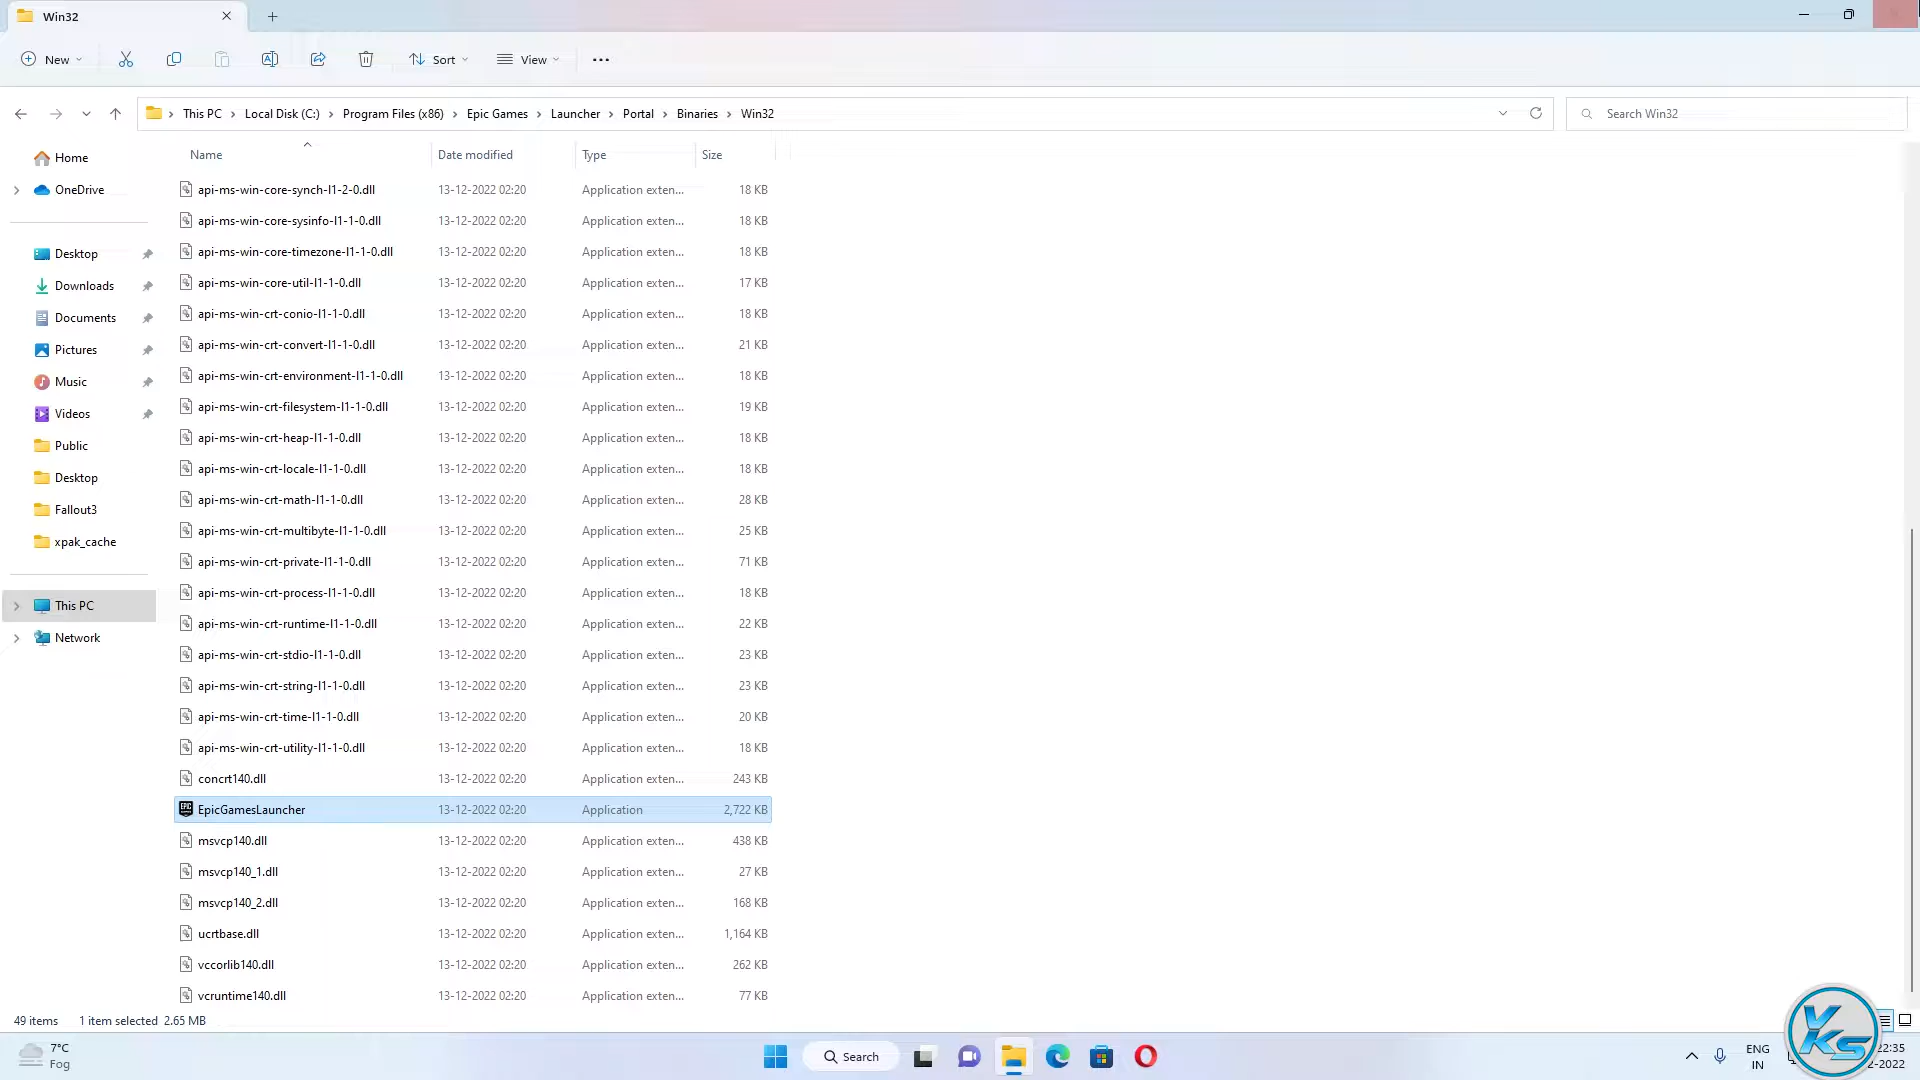 Win32
New
Sort
View
This PC > Local Disk (C:) > Program Files (x86) > Epic Games > Launcher > Portal > Binaries > Win32
Search Win32
Home
OneDrive
Desktop
Downloads
Documents
Pictures
Music
Videos
Public
Desktop
Fallout3
xpak_cache
This PC
Network
Name Date modified Type Size
api-ms-win-core-synch-l1-2-0.dll 13-12-2022 02:20 Application exten... 18 KB
api-ms-win-core-sysinfo-l1-1-0.dll 13-12-2022 02:20 Application exten... 18 KB
api-ms-win-core-timezone-l1-1-0.dll 13-12-2022 02:20 Application exten... 18 KB
api-ms-win-core-util-l1-1-0.dll 13-12-2022 02:20 Application exten... 17 KB
api-ms-win-crt-conio-l1-1-0.dll 13-12-2022 02:20 Application exten... 18 KB
api-ms-win-crt-convert-l1-1-0.dll 13-12-2022 02:20 Application exten... 21 KB
api-ms-win-crt-environment-l1-1-0.dll 13-12-2022 02:20 Application exten... 18 KB
api-ms-win-crt-filesystem-l1-1-0.dll 13-12-2022 02:20 Application exten... 19 KB
api-ms-win-crt-heap-l1-1-0.dll 13-12-2022 02:20 Application exten... 18 KB
api-ms-win-crt-locale-l1-1-0.dll 13-12-2022 02:20 Application exten... 18 KB
api-ms-win-crt-math-l1-1-0.dll 13-12-2022 02:20 Application exten... 28 KB
api-ms-win-crt-multibyte-l1-1-0.dll 13-12-2022 02:20 Application exten... 25 KB
api-ms-win-crt-private-l1-1-0.dll 13-12-2022 02:20 Application exten... 71 KB
api-ms-win-crt-process-l1-1-0.dll 13-12-2022 02:20 Application exten... 18 KB
api-ms-win-crt-runtime-l1-1-0.dll 13-12-2022 02:20 Application exten... 22 KB
api-ms-win-crt-stdio-l1-1-0.dll 13-12-2022 02:20 Application exten... 23 KB
api-ms-win-crt-string-l1-1-0.dll 13-12-2022 02:20 Application exten... 23 KB
api-ms-win-crt-time-l1-1-0.dll 13-12-2022 02:20 Application exten... 20 KB
api-ms-win-crt-utility-l1-1-0.dll 13-12-2022 02:20 Application exten... 18 KB
concrt140.dll 13-12-2022 02:20 Application exten... 243 KB
EpicGamesLauncher 13-12-2022 02:20 Application 2,722 KB
msvcp140.dll 13-12-2022 02:20 Application exten... 438 KB
msvcp140_1.dll 13-12-2022 02:20 Application exten... 27 KB
msvcp140_2.dll 13-12-2022 02:20 Application exten... 168 KB
ucrtbase.dll 13-12-2022 02:20 Application exten... 1,164 KB
vccorlib140.dll 13-12-2022 02:20 Application exten... 262 KB
vcruntime140.dll 13-12-2022 02:20 Application exten... 77 KB
49 items 1 item selected 2.65 MB
7°C
Fog
Search
ENG
IN
YKS
22:35
2-2022